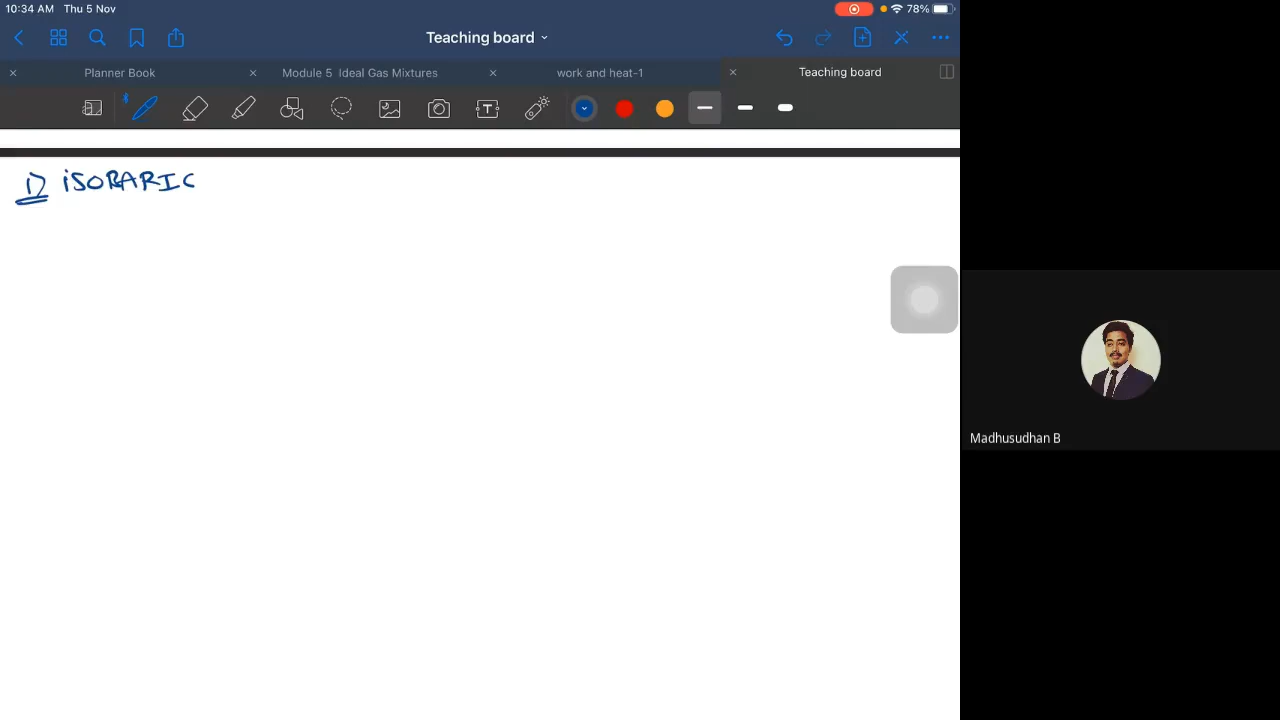 10:34 AM Thu 5 Nov
78%
Teaching board
Planner Book
Module 5 Ideal Gas Mixtures
work and heat-1
Teaching board
1) iSOBARIC
Madhusudhan B